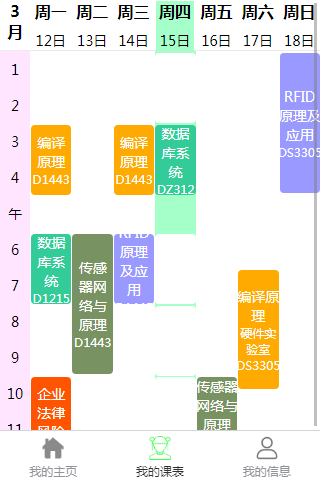 3
月
周一 周二 周三 周四 周五 周六 周日
12日 13日 14日 15日 16日 17日 18日
1
2
3
4
午
6
7
8
9
10
11
RFID
原理及
应用
DS3305
编译
原理
D1443
编译
原理
D1443
数据
库系
统
DZ312
数据
库系
统
D1215
传感
器网
络与
原理
D1443
RFID
原理
及应
用
编译原
理
硬件实
验室
DS3305
企业
法律
风险
传感器
网络与
原理
我的主页 我的课表 我的信息